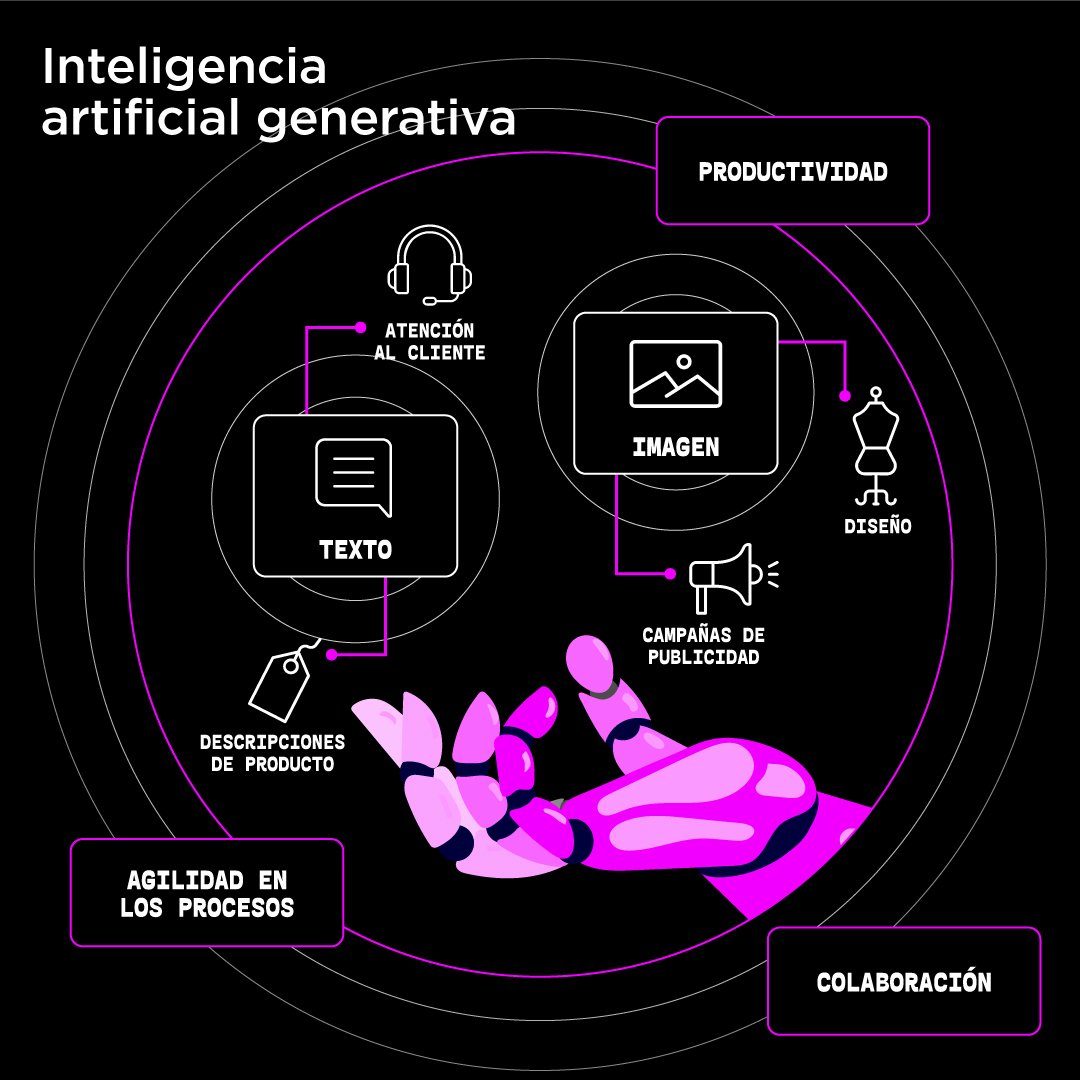 Inteligencia
artificial generativa
PRODUCTIVIDAD
ATENCIÓN
AL CLIENTE
IMAGEN
DISEÑO
TEXTO
CAMPAÑAS DE
PUBLICIDAD
DESCRIPCIONES
DE PRODUCTO
AGILIDAD EN
LOS PROCESOS
COLABORACIÓN